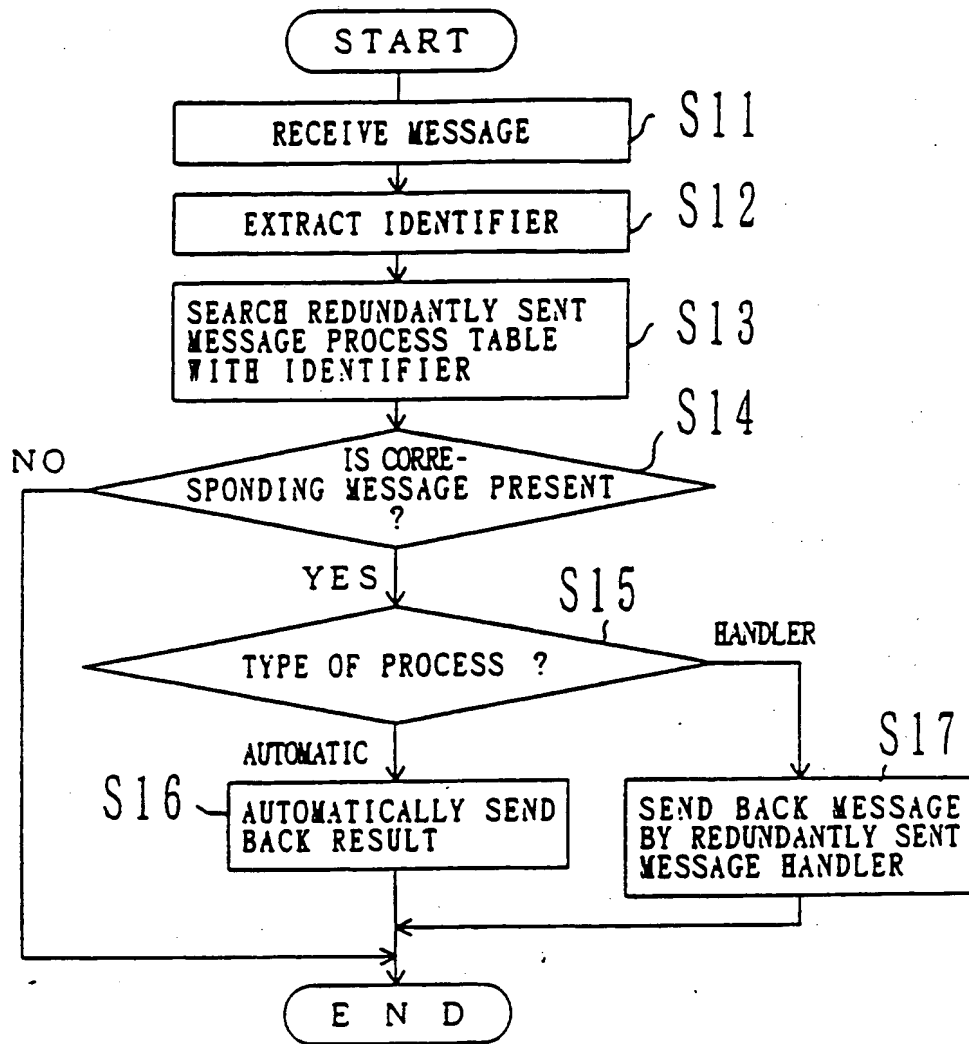 START
RECEIVE MESSAGE
S11
EXTRACT IDENTIFIER
S12
SEARCH REDUNDANTLY SENT
MESSAGE PROCESS TABLE
WITH IDENTIFIER
S13
S14
NO
IS CORRE-
SPONDING MESSAGE PRESENT
?
YES
S15
HANDLER
TYPE OF PROCESS ?
AUTOMATIC
S17
S16
AUTOMATICALLY SEND
BACK RESULT
SEND BACK MESSAGE
BY REDUNDANTLY SENT
MESSAGE HANDLER
END